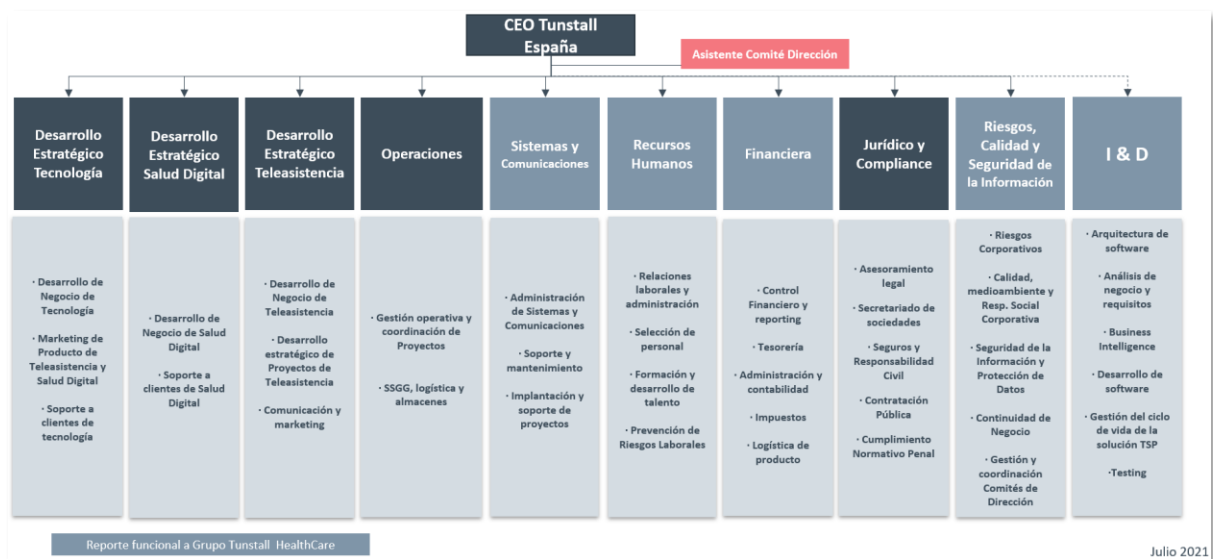 CEO Tunstall
España
Asistente Comité Dirección
Desarrollo
Estratégico
Tecnología
Desarrollo
Estratégico
Salud Digital
Desarrollo
Estratégico
Teleasistencia
Operaciones
Sistemas y
Comunicaciones
Recursos
Humanos
Financiera
Jurídico y
Compliance
Riesgos,
Calidad y
Seguridad de
la Información
I & D
· Desarrollo de
Negocio de
Tecnología
· Marketing de
Producto de
Teleasistencia y
Salud Digital
· Soporte a
clientes de
tecnología
· Desarrollo de
Negocio de Salud
Digital
· Soporte a
clientes de Salud
Digital
· Desarrollo de
Negocio de
Teleasistencia
· Desarrollo
estratégico de
Proyectos de
Teleasistencia
· Comunicación y
marketing
· Gestión operativa y
coordinación de
Proyectos
· SSGG, logística y
almacenes
· Administración
de Sistemas y
Comunicaciones
· Soporte y
mantenimiento
· Implantación y
soporte de
proyectos
· Relaciones
laborales y
administración
· Selección de
personal
· Formación y
desarrollo de
talento
· Prevención de
Riesgos Laborales
· Control
Financiero y
reporting
· Tesorería
· Administración y
contabilidad
· Impuestos
· Logística de
producto
· Asesoramiento
legal
· Secretariado de
sociedades
· Seguros y
Responsabilidad
Civil
· Contratación
Pública
· Cumplimiento
Normativo Penal
· Riesgos
Corporativos
· Calidad,
medioambiente y
Resp. Social
Corporativa
· Seguridad de la
Información y
Protección de
Datos
· Continuidad de
Negocio
· Gestión y
coordinación
Comités de
Dirección
· Arquitectura de
software
· Análisis de
negocio y
requisitos
· Business
Intelligence
· Desarrollo de
software
· Gestión del ciclo
de vida de la
solución TSP
·Testing
Reporte funcional a Grupo Tunstall HealthCare
Julio 2021